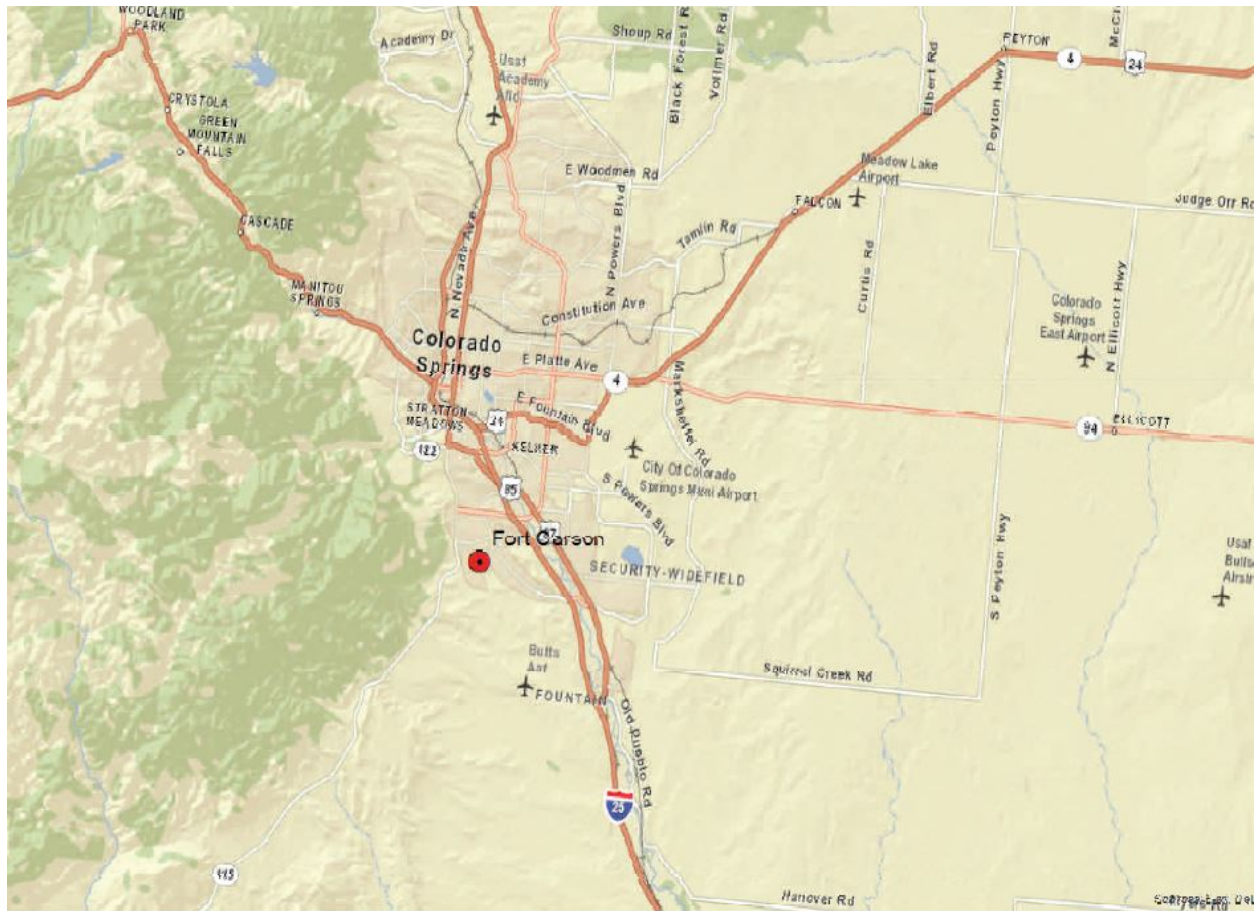 WOODLAND
PARK
Academy Dr
Shoup Rd
Black Forest R
Vollmer Rd
Elbert Rd
PEYTON
Peyton Hwy
4
24
Usaf
Academy
Afld
CRYSTOLA
GREEN
MOUNTAIN
FALLS
E Woodmen Rd
Meadow Lake
Airport
FALCON
Judge Orr Rd
CASCADE
N Nevada Ave
N Powers Blvd
Tamlin Rd
Curtis Rd
MANITOU
SPRINGS
Constitution Ave
Colorado
Springs
East Airport
N Ellicott Hwy
Colorado
Springs
E Platte Ave
4
Marksheffel Rd
STRATTON
MEADOWS
24
E Fountain Blvd
94
ELLICOTT
KELKER
City Of Colorado
Springs Muni Airport
85
S Powers Blvd
Fort Carson
SECURITY-WIDEFIELD
S Peyton Hwy
Usaf
Butts
Aaf
FOUNTAIN
Squirrel Creek Rd
Old Pueblo Rd
25
Hanover Rd